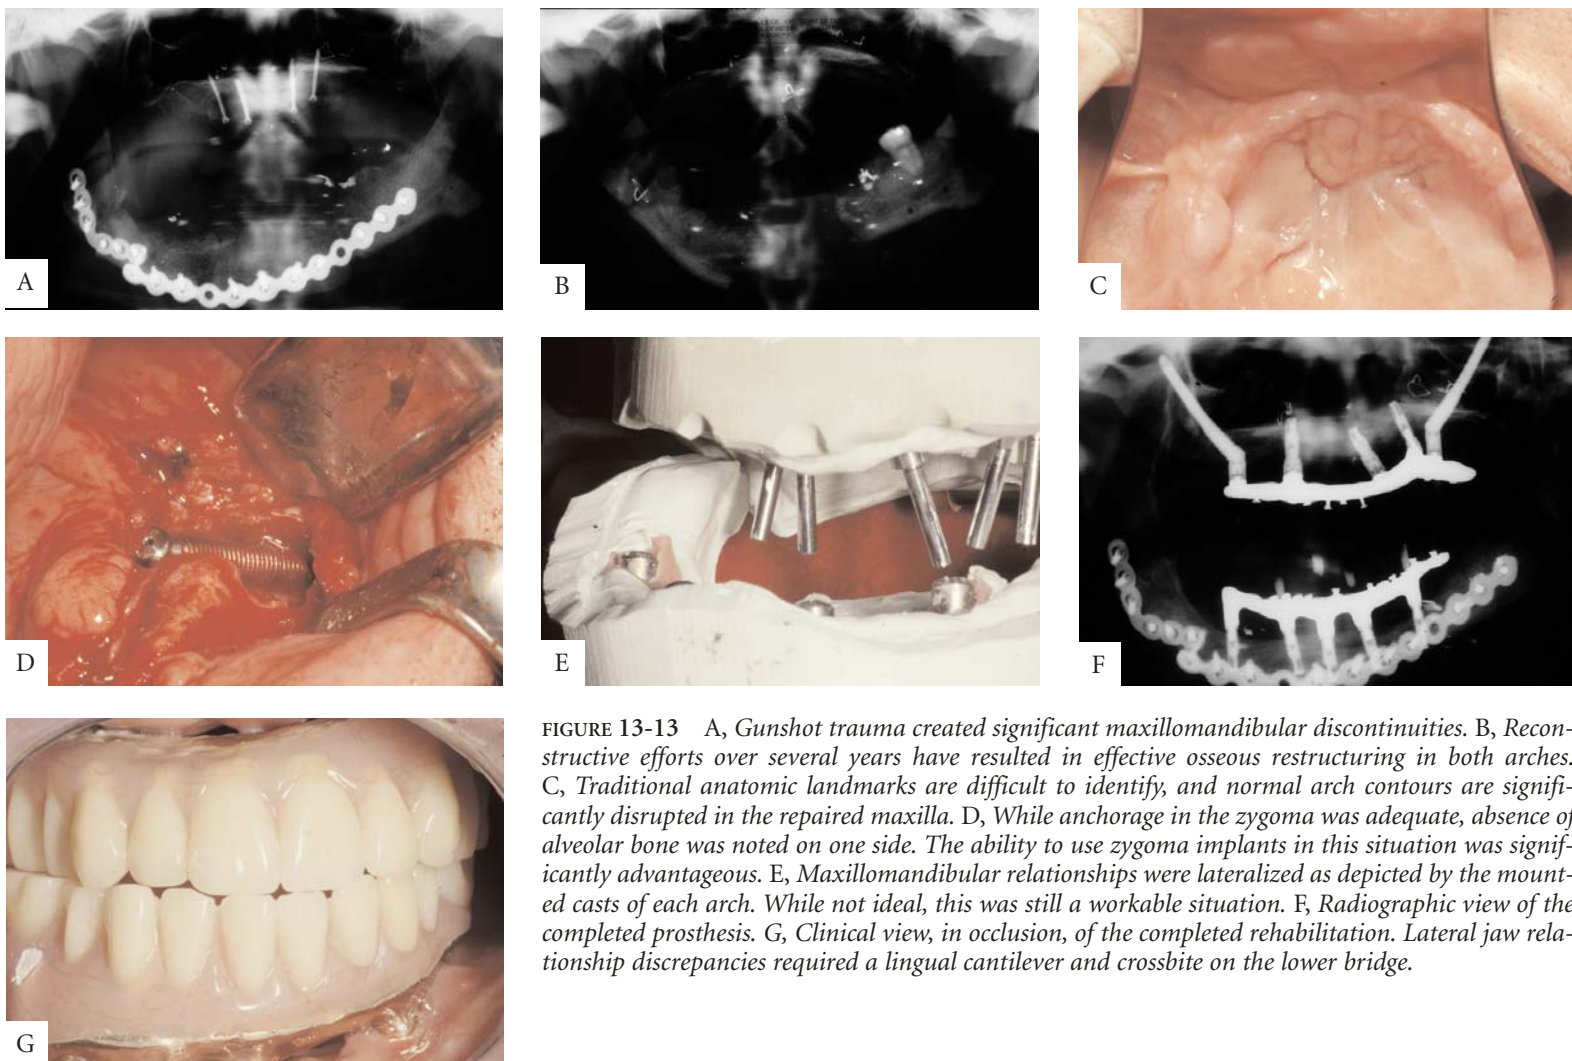 A
B
C
D
E
F
G
FIGURE 13-13 A, Gunshot trauma created significant maxillomandibular discontinuities. B, Recon-
structive efforts over several years have resulted in effective osseous restructuring in both arches.
C, Traditional anatomic landmarks are difficult to identify, and normal arch contours are signifi-
cantly disrupted in the repaired maxilla. D, While anchorage in the zygoma was adequate, absence of
alveolar bone was noted on one side. The ability to use zygoma implants in this situation was signif-
icantly advantageous. E, Maxillomandibular relationships were lateralized as depicted by the mount-
ed casts of each arch. While not ideal, this was still a workable situation. F, Radiographic view of the
completed prosthesis. G, Clinical view, in occlusion, of the completed rehabilitation. Lateral jaw rela-
tionship discrepancies required a lingual cantilever and crossbite on the lower bridge.